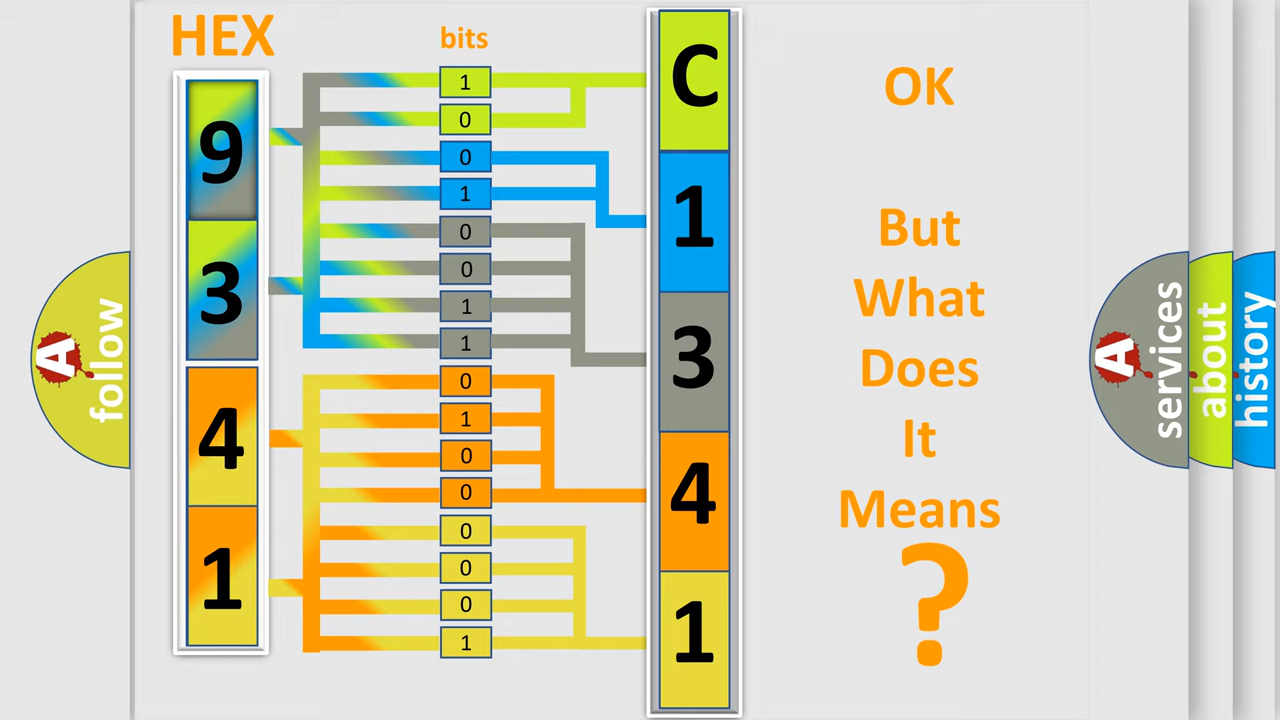 HEX
bits
9
3
4
1
1
0
0
1
0
0
1
1
0
1
0
0
0
0
0
1
C
1
3
4
1
OK
But
What
Does
It
Means
?
A
follow
A
services
about
history